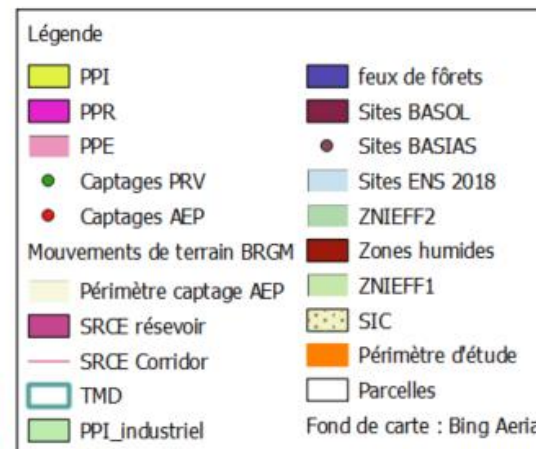 Légende
PPI
PPR
PPE
Captages PRV
Captages AEP
Mouvements de terrain BRGM
Périmètre captage AEP
SRCE résevoir
SRCE Corridor
TMD
PPI_industriel
feux de fôrets
Sites BASOL
Sites BASIAS
Sites ENS 2018
ZNIEFF2
Zones humides
ZNIEFF1
SIC
Périmètre d'étude
Parcelles
Fond de carte : Bing Aeria